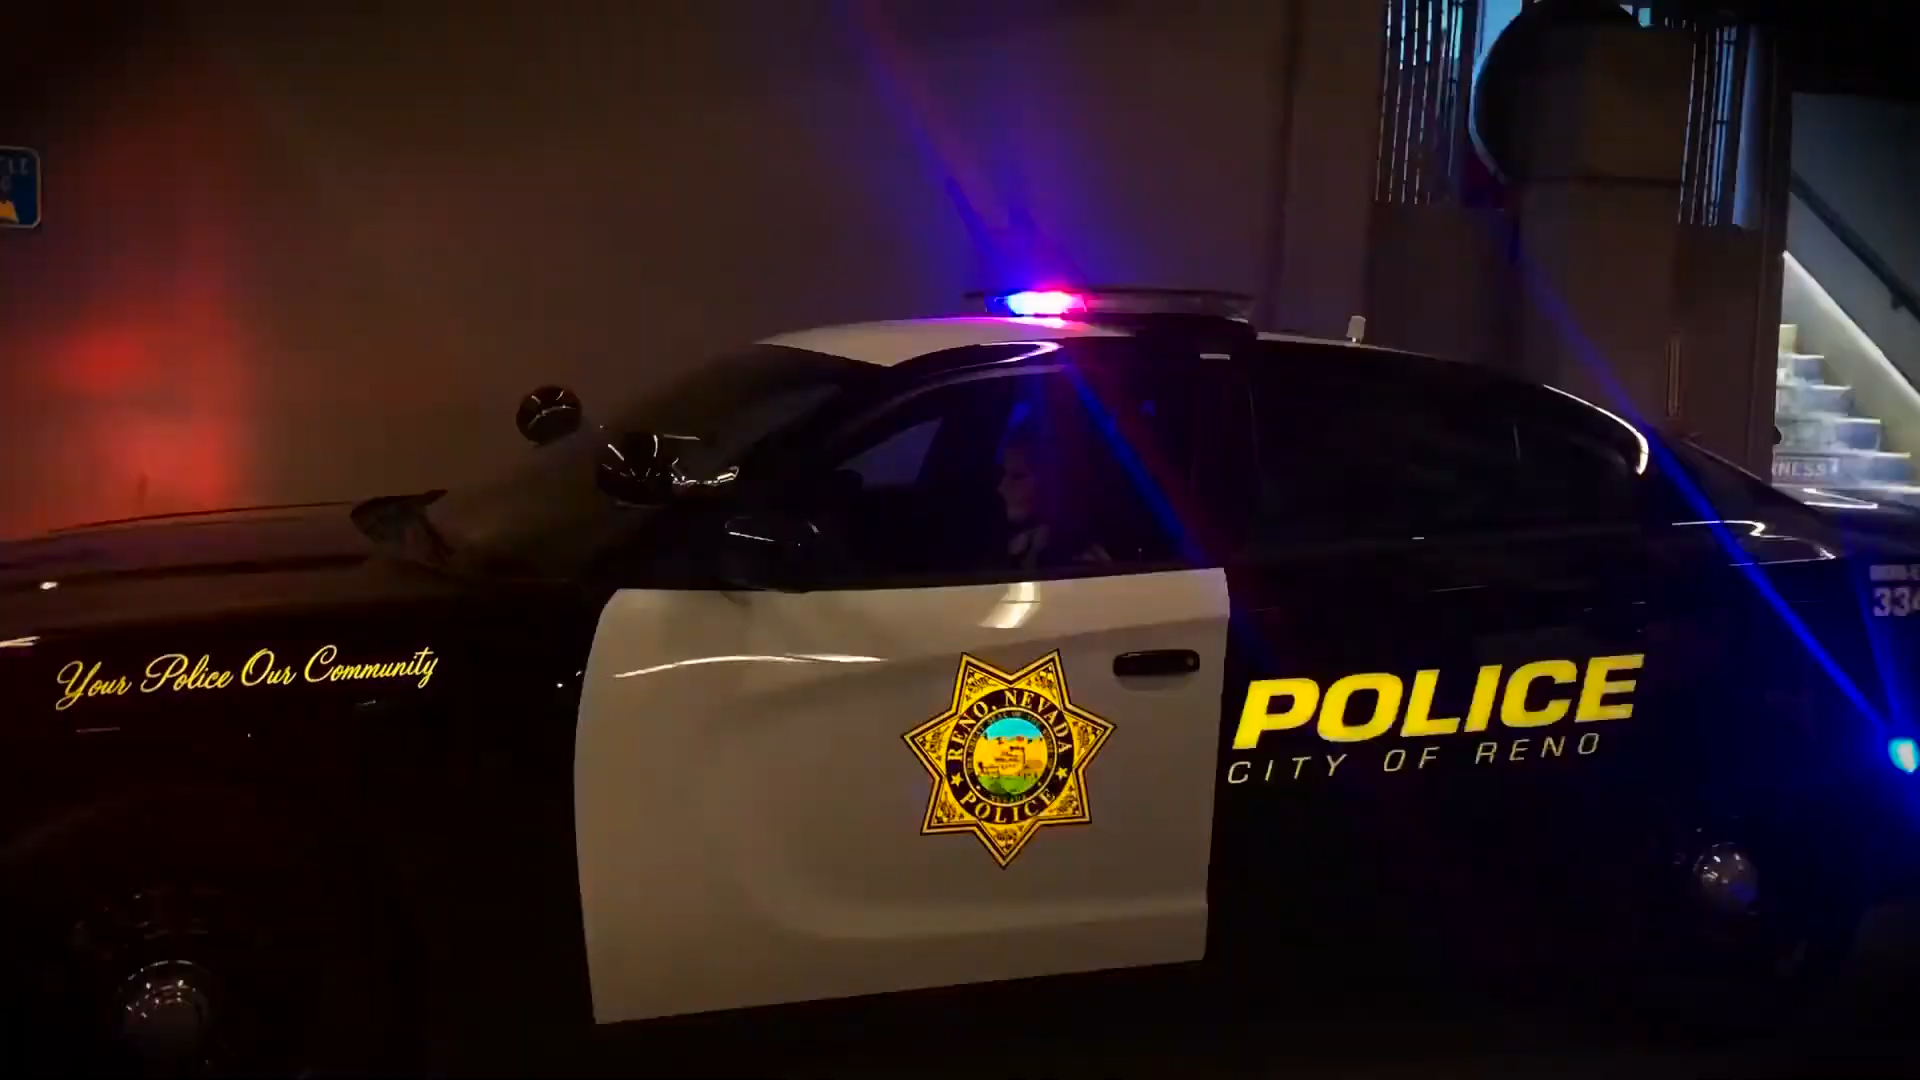 Your Police Our Community
RENO, NEVADA
POLICE
POLICE
CITY OF RENO
334